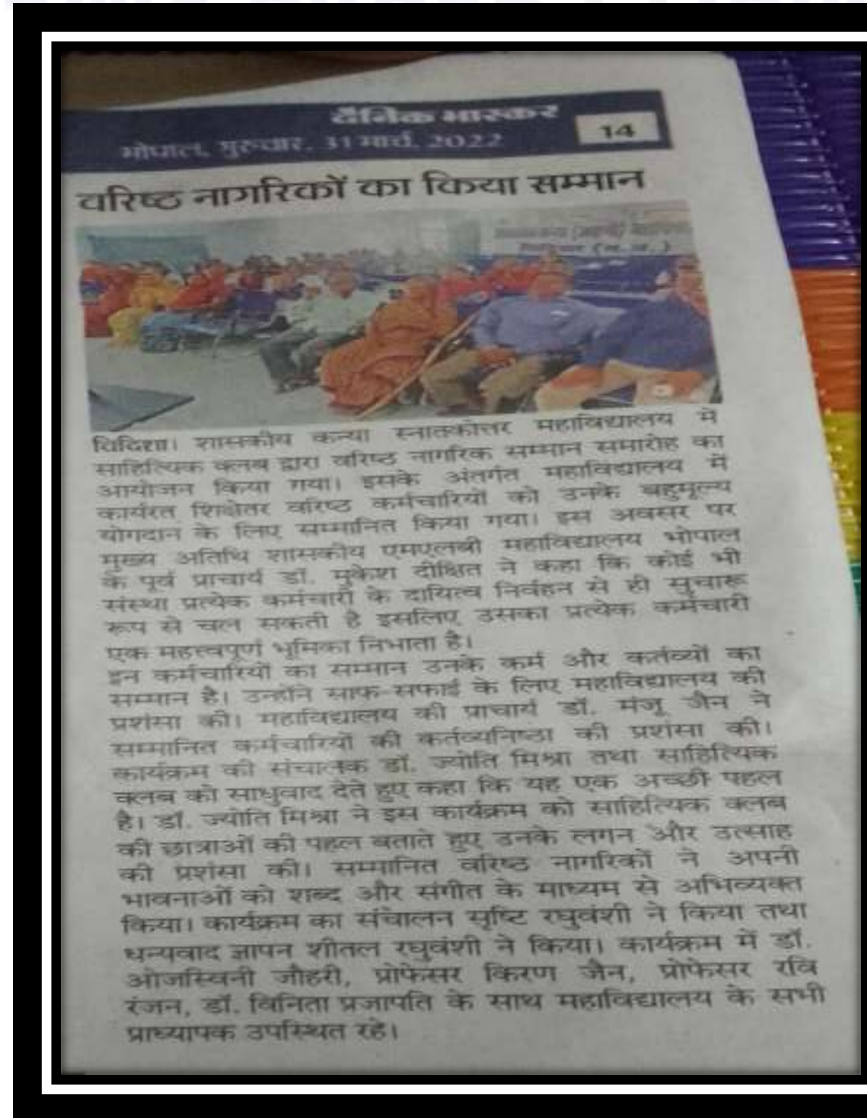 दैनिक भास्कर
भोपाल, गुरुवार, 31 मार्च, 2022
14
वरिष्ठ नागरिकों का किया सम्मान
विदिशा। शासकीय कन्या स्नातकोत्तर महाविद्यालय में
साहित्यिक क्लब द्वारा वरिष्ठ नागरिक सम्मान समारोह का
आयोजन किया गया। इसके अंतर्गत महाविद्यालय में
कार्यरत शिक्षेतर वरिष्ठ कर्मचारियों को उनके बहुमूल्य
योगदान के लिए सम्मानित किया गया। इस अवसर पर
मुख्य अतिथि शासकीय एमएलबी महाविद्यालय भोपाल
के पूर्व प्राचार्य डॉ. मुकेश दीक्षित ने कहा कि कोई भी
संस्था प्रत्येक कर्मचारी के दायित्व निर्वहन से ही सुचारू
रूप से चल सकती है इसलिए उसका प्रत्येक कर्मचारी
एक महत्त्वपूर्ण भूमिका निभाता है।
इन कर्मचारियों का सम्मान उनके कर्म और कर्तव्यों का
सम्मान है। उन्होंने साफ-सफाई के लिए महाविद्यालय की
प्रशंसा की। महाविद्यालय की प्राचार्य डॉ. मंजू जैन ने
सम्मानित कर्मचारियों की कर्तव्यनिष्ठा की प्रशंसा की।
कार्यक्रम की संचालक डॉ. ज्योति मिश्रा तथा साहित्यिक
क्लब को साधुवाद देते हुए कहा कि यह एक अच्छी पहल
है। डॉ. ज्योति मिश्रा ने इस कार्यक्रम को साहित्यिक क्लब
की छात्राओं की पहल बताते हुए उनके लगन और उत्साह
की प्रशंसा की। सम्मानित वरिष्ठ नागरिकों ने अपनी
भावनाओं को शब्द और संगीत के माध्यम से अभिव्यक्त
किया। कार्यक्रम का संचालन सृष्टि रघुवंशी ने किया तथा
धन्यवाद ज्ञापन शीतल रघुवंशी ने किया। कार्यक्रम में डॉ.
ओजस्विनी जौहरी, प्रोफेसर किरण जैन, प्रोफेसर रवि
रंजन, डॉ. विनिता प्रजापति के साथ महाविद्यालय के सभी
प्राध्यापक उपस्थित रहे।